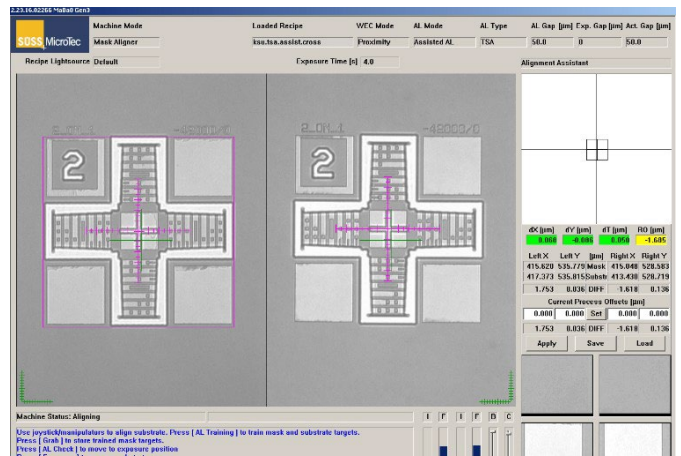 2.23.16.02266 MaBa8 Gen3
SUSS MicroTec
Machine Mode
Mask Aligner
Loaded Recipe
ksu.tsa.assist.cross
WEC Mode
Proximity
AL Mode
Assisted AL
AL Type
TSA
AL Gap [µm] Exp. Gap [µm] Act. Gap [µm]
50.0 0 50.0
Recipe Lightsource Default
Exposure Time [s] 4.0
Alignment Assistant
2_OM_1 -42000/0
2
2_OM_1 -42000/0
2
dX [µm] dY [µm] dT [µm] RO [µm]
0.068 -0.086 0.050 -1.685
Left X Left Y [µm] Right X Right Y
415.620 535.779 Mask 415.048 528.583
417.373 535.815 Substr 413.430 528.719
1.753 0.036 DIFF -1.618 0.136
Current Process Offsets [µm]
0.000 0.000 Set 0.000 0.000
1.753 0.036 DIFF -1.618 0.136
Apply Save Load
Machine Status: Aligning
I F I F B C
Use joystick/manipulators to align substrate. Press [ AL Training ] to train mask and substrate targets.
Press [ Grab ] to store trained mask targets.
Press [ AL Check ] to move to exposure position